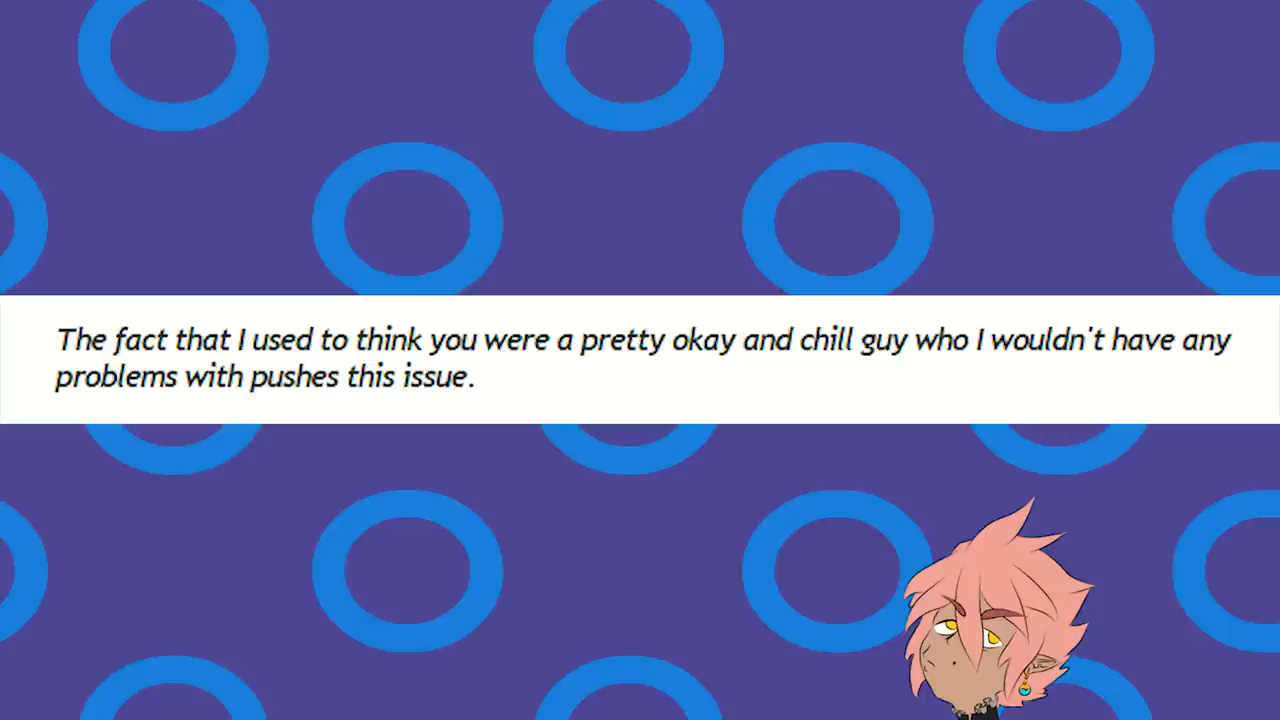 The fact that I used to think you were a pretty okay and chill guy who I wouldn't have any
problems with pushes this issue.